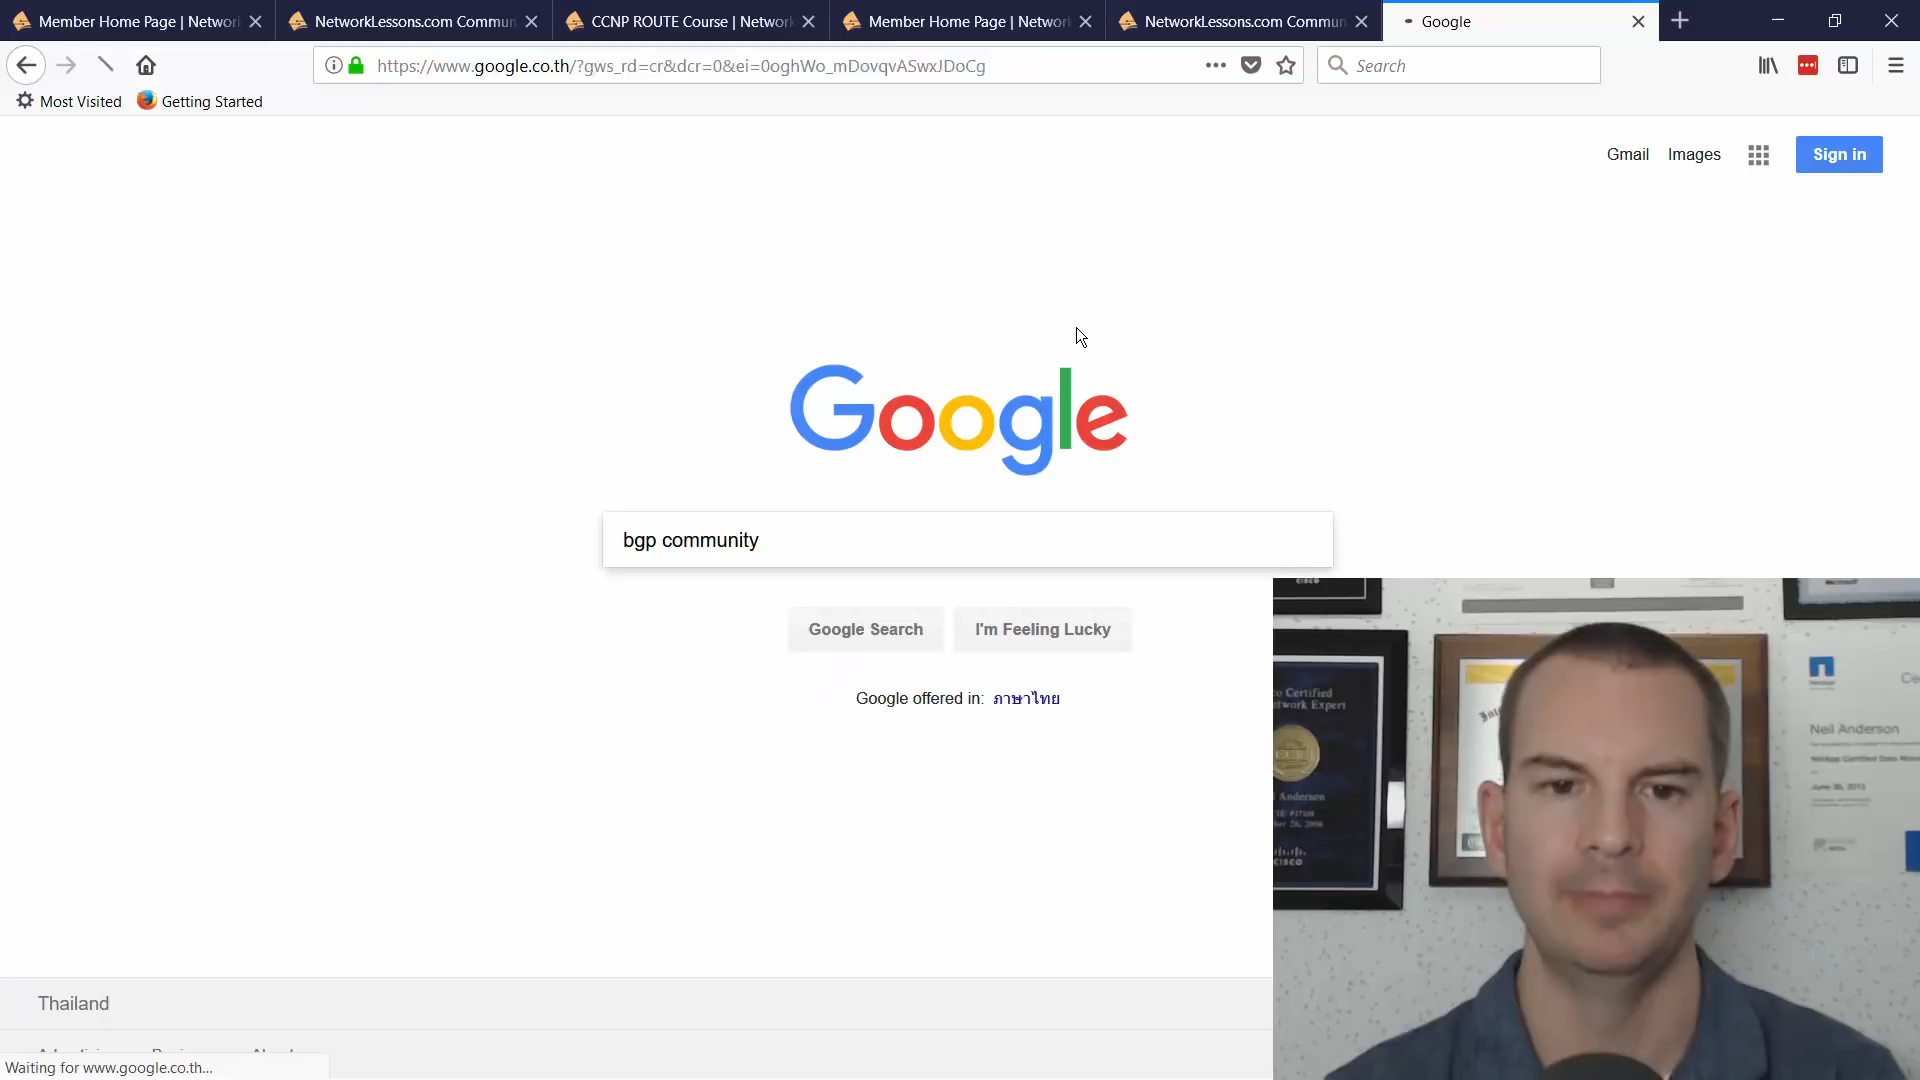 Member Home Page | Networ
NetworkLessons.com Commun
CCNP ROUTE Course | Networ
Member Home Page | Networ
NetworkLessons.com Commun
Google
https://www.google.co.th/?gws_rd=cr&dcr=0&ei=0oghWo_mDovqvASwxJDoCg
Search
Most Visited
Getting Started
Gmail
Images
Sign in
Google
bgp community
Google Search
I'm Feeling Lucky
Google offered in: ภาษาไทย
Thailand
Waiting for www.google.co.th...
CISCO
co Certified
etwork Expert
Anderson
CISCO
Neil Anderson